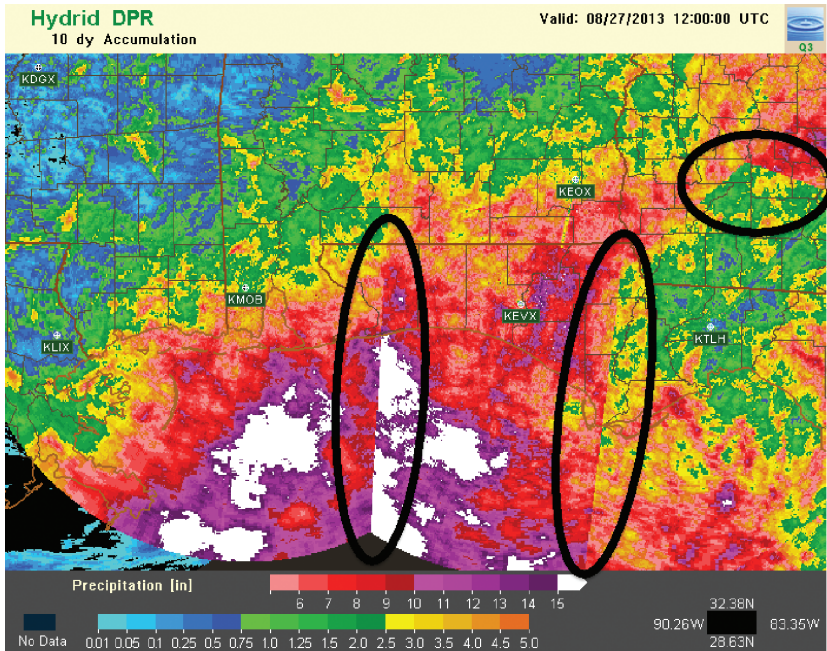 Hydrid DPR
10 dy Accumulation
Valid: 08/27/2013 12:00:00 UTC
Q3
KDGX
KEOX
KMOB
KEVX
KLIX
KTLH
Precipitation [in]
6 7 8 9 10 11 12 13 14 15
No Data
0.01 0.05 0.1 0.25 0.5 0.75 1.0 1.25 1.5 2.0 2.5 3.0 3.5 4.0 4.5 5.0
32.38N
90.26W 83.35W
28.63N